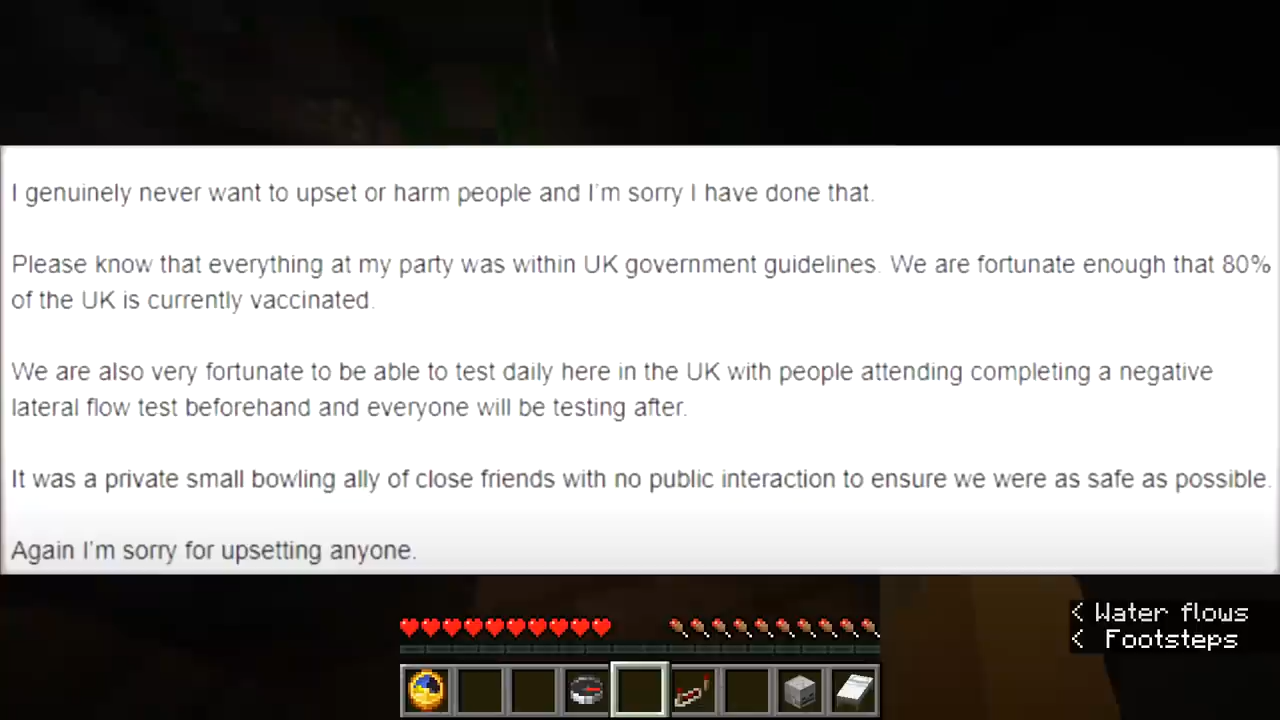 I genuinely never want to upset or harm people and I'm sorry I have done that.
Please know that everything at my party was within UK government guidelines. We are fortunate enough that 80%
of the UK is currently vaccinated.
We are also very fortunate to be able to test daily here in the UK with people attending completing a negative
lateral flow test beforehand and everyone will be testing after.
It was a private small bowling ally of close friends with no public interaction to ensure we were as safe as possible.
Again I'm sorry for upsetting anyone.
< Water flows
< Footsteps